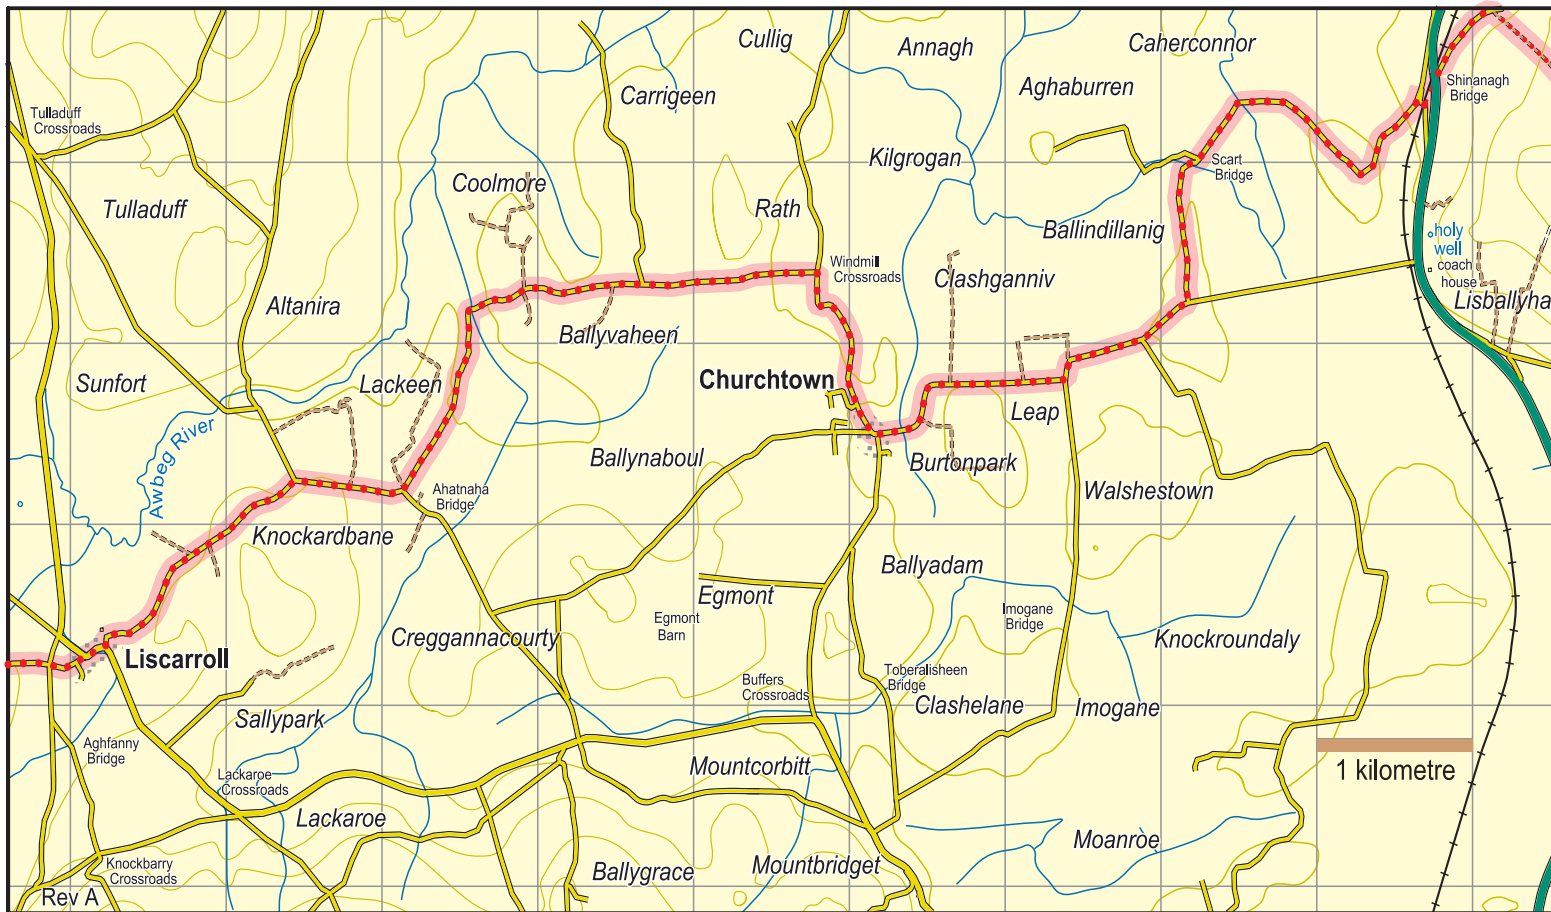 Cullig
Annagh
Caherconnor
Aghaburren
Carrigeen
Shinanagh
Bridge
Tulladuff
Crossroads
Kilgrogan
Scart
Bridge
Coolmore
Tulladuff
Rath
Ballindillanig
holy
well
coach
house
Windmill
Crossroads
Clashganniv
Lisballyha
Altanira
Ballyvaheen
Sunfort
Lackeen
Churchtown
Leap
Awbeg River
Ballynaboul
Burtonpark
Walshestown
Ahatnaha
Bridge
Knockardbane
Ballyadam
Egmont
Egmont
Barn
Imogane
Bridge
Creggannacourty
Knockroundaly
Liscarroll
Toberalisheen
Bridge
Buffers
Crossroads
Clashelane
Imogane
Sallypark
Aghfanny
Bridge
Mountcorbitt
1 kilometre
Lackaroe
Crossroads
Lackaroe
Moanroe
Knockbarry
Crossroads
Ballygrace
Mountbridget
Rev A